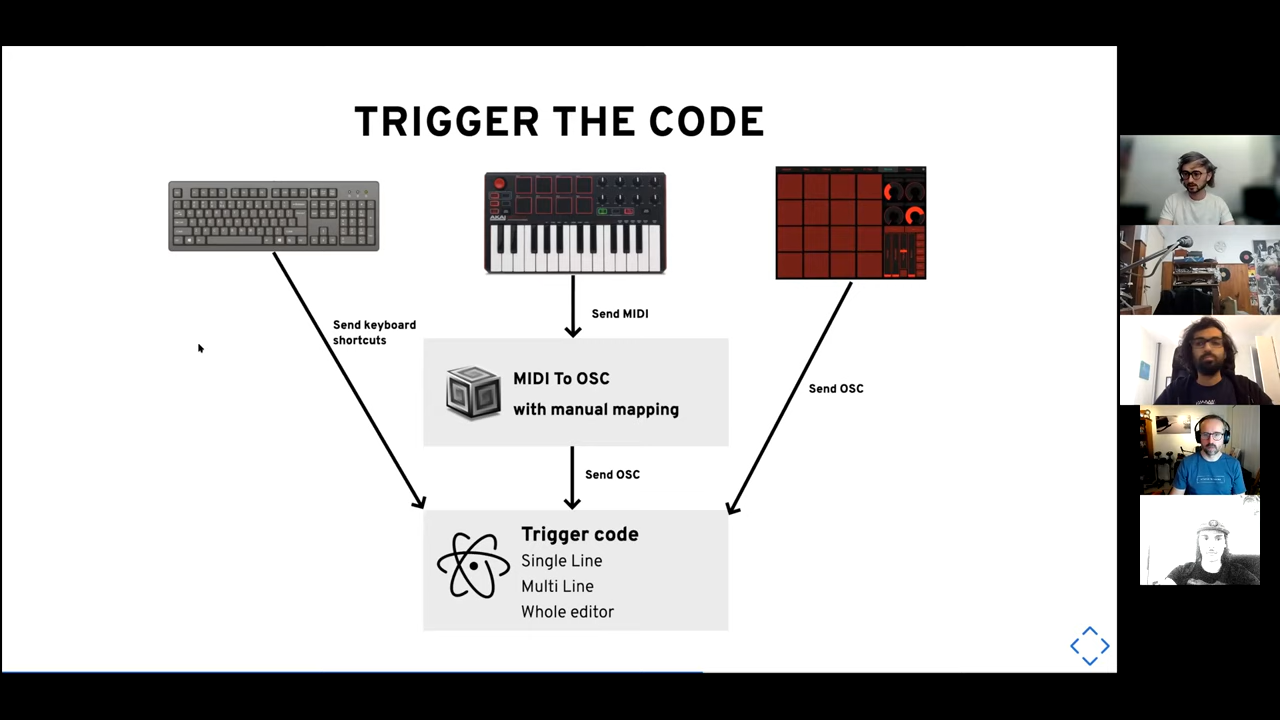 TRIGGER THE CODE
AKAI
Send keyboard
shortcuts
Send MIDI
MIDI To OSC
with manual mapping
Send OSC
Send OSC
Trigger code
Single Line
Multi Line
Whole editor